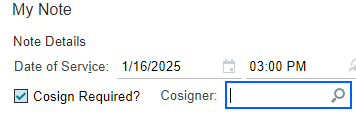 My Note
Note Details
Date of Service: 1/16/2025 03:00 PM
Cosign Required? Cosigner: